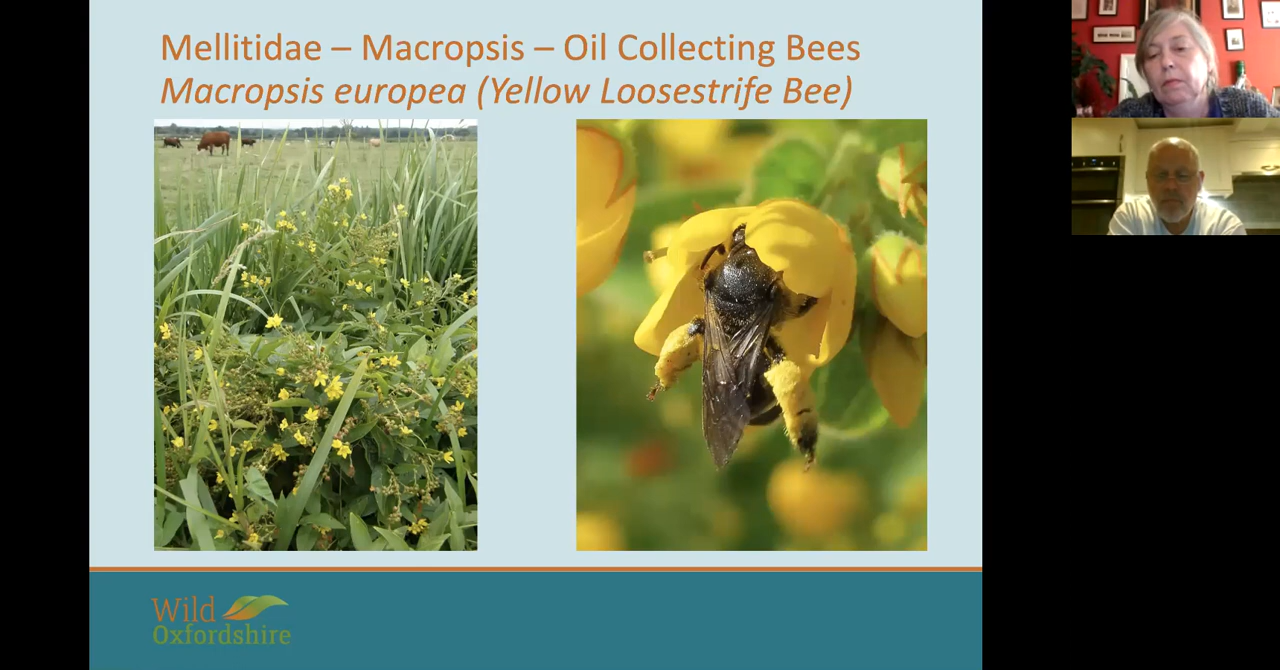 Mellitidae – Macropsis – Oil Collecting Bees
Macropsis europea (Yellow Loosestrife Bee)
Wild
Oxfordshire